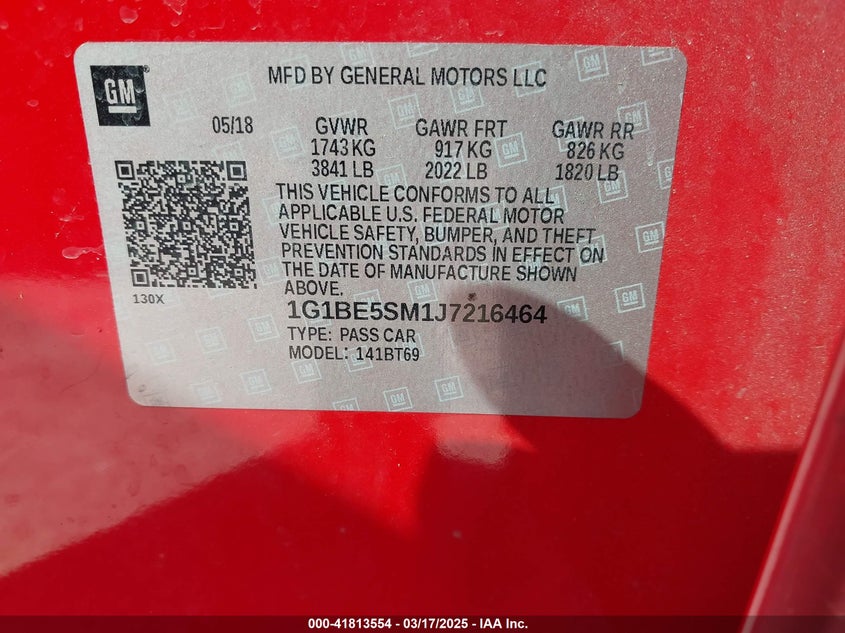 GM
MFD BY GENERAL MOTORS LLC
05/18 GVWR GAWR FRT GAWR RR
1743 KG 917 KG 826 KG
3841 LB 2022 LB 1820 LB
THIS VEHICLE CONFORMS TO ALL
APPLICABLE U.S. FEDERAL MOTOR
VEHICLE SAFETY, BUMPER, AND THEFT
PREVENTION STANDARDS IN EFFECT ON
THE DATE OF MANUFACTURE SHOWN
ABOVE.
130X
1G1BE5SM1J7216464
TYPE: PASS CAR
MODEL: 141BT69
000-41813554 - 03/17/2025 - IAA Inc.